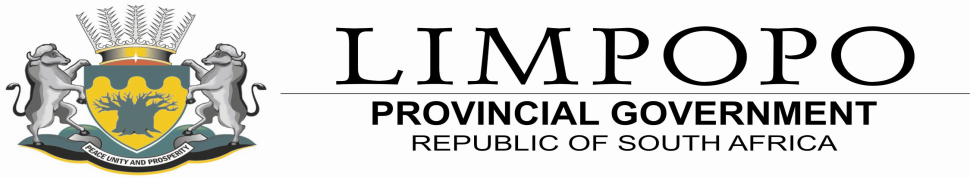 LIMPOPO
PROVINCIAL GOVERNMENT
REPUBLIC OF SOUTH AFRICA
PEACE UNITY AND PROSPERITY